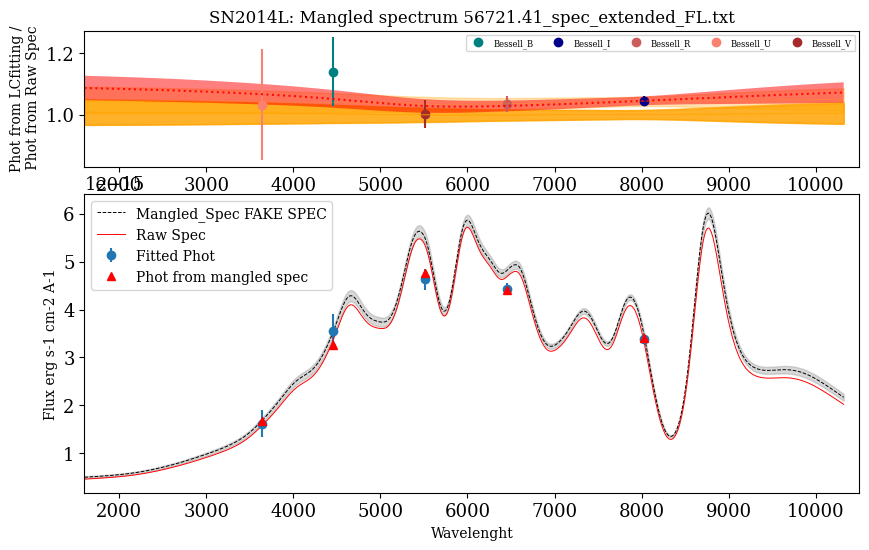 SN2014L: Mangled spectrum 56721.41_spec_extended_FL.txt
Phot from LCfitting /
Phot from Raw Spec
1.2
1.0
Bessell_B
Bessell_I
Bessell_R
Bessell_U
Bessell_V
2000 3000 4000 5000 6000 7000 8000 9000 10000
1e−15
Flux erg s-1 cm-2 A-1
6
5
4
3
2
1
Mangled_Spec FAKE SPEC
Raw Spec
Fitted Phot
Phot from mangled spec
2000 3000 4000 5000 6000 7000 8000 9000 10000
Wavelenght